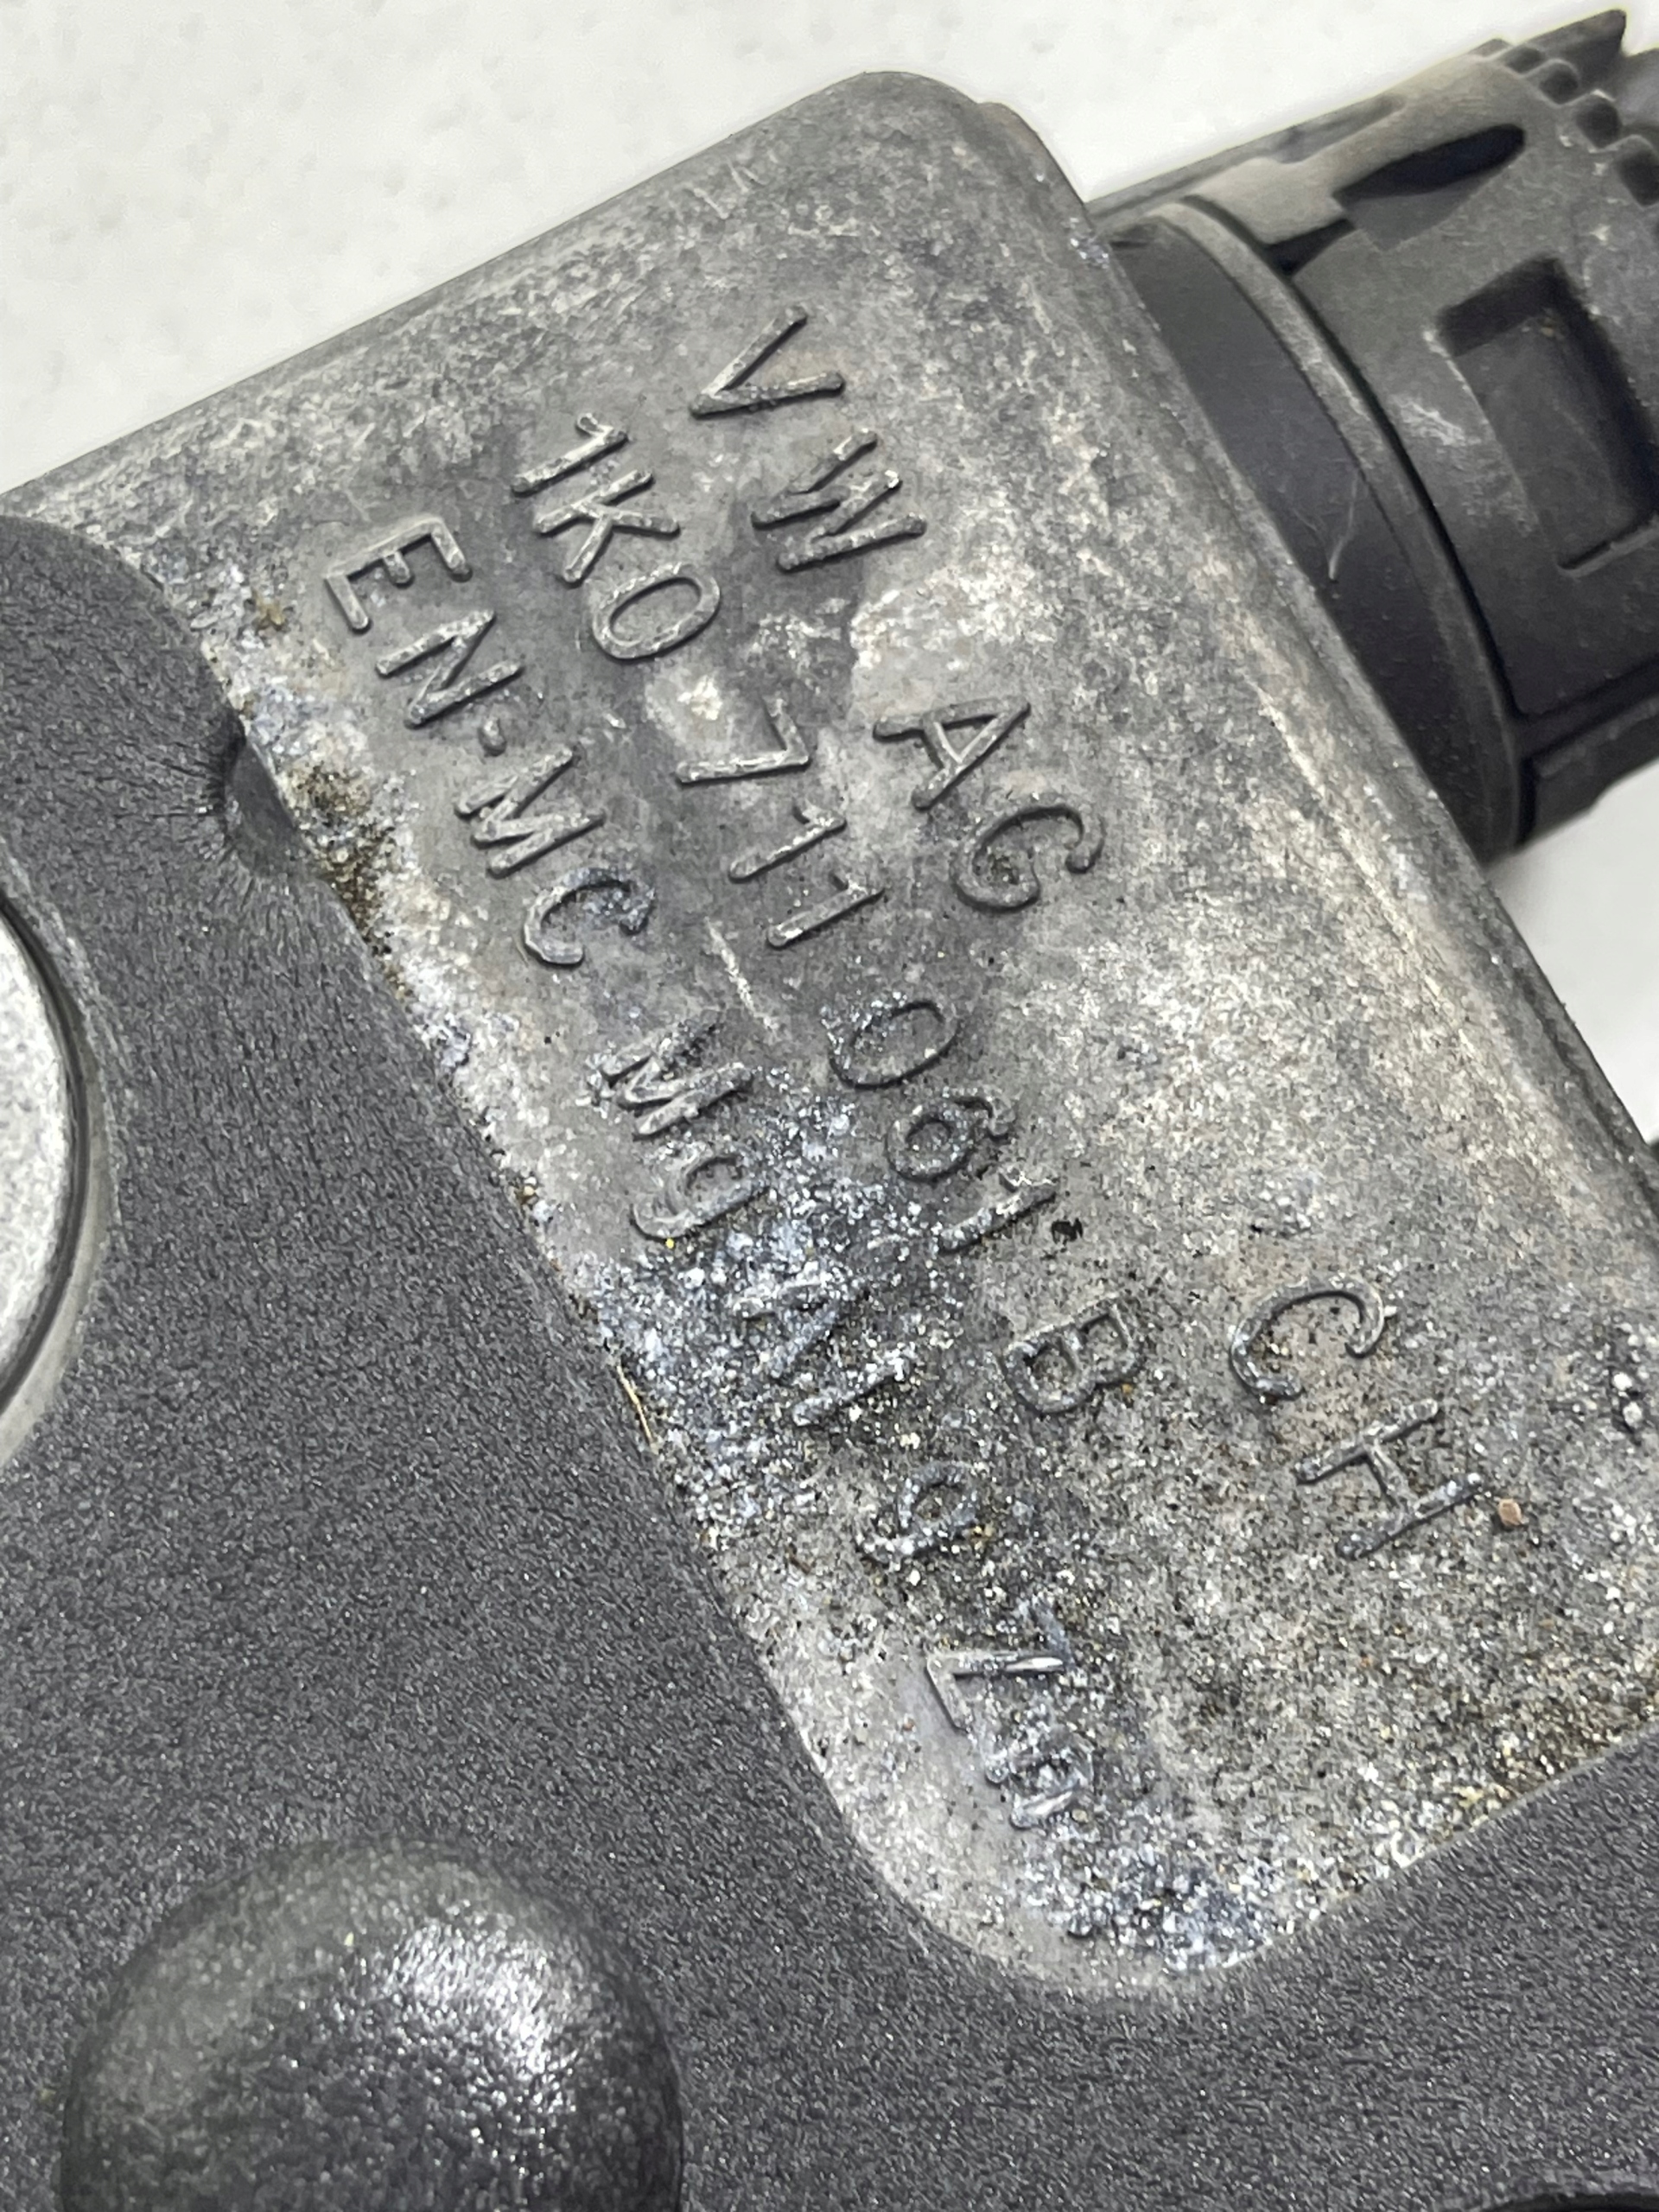 VW AG CH
1K0 711 061 B
EN-MC MgAl9Zn